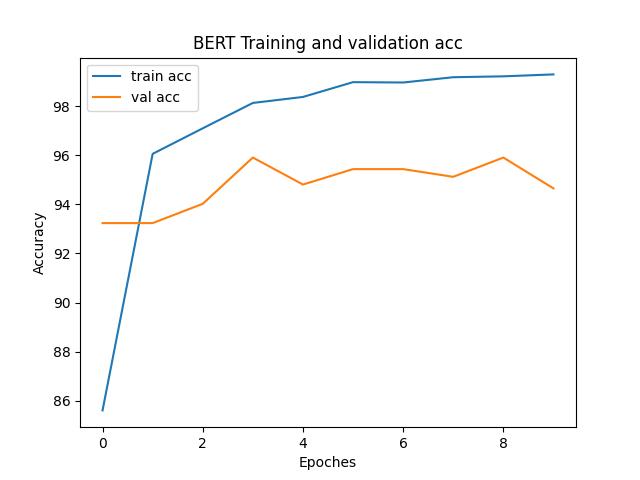 BERT Training and validation acc
train acc
val acc
98
96
94
92
90
88
86
Accuracy
0 2 4 6 8
Epoches